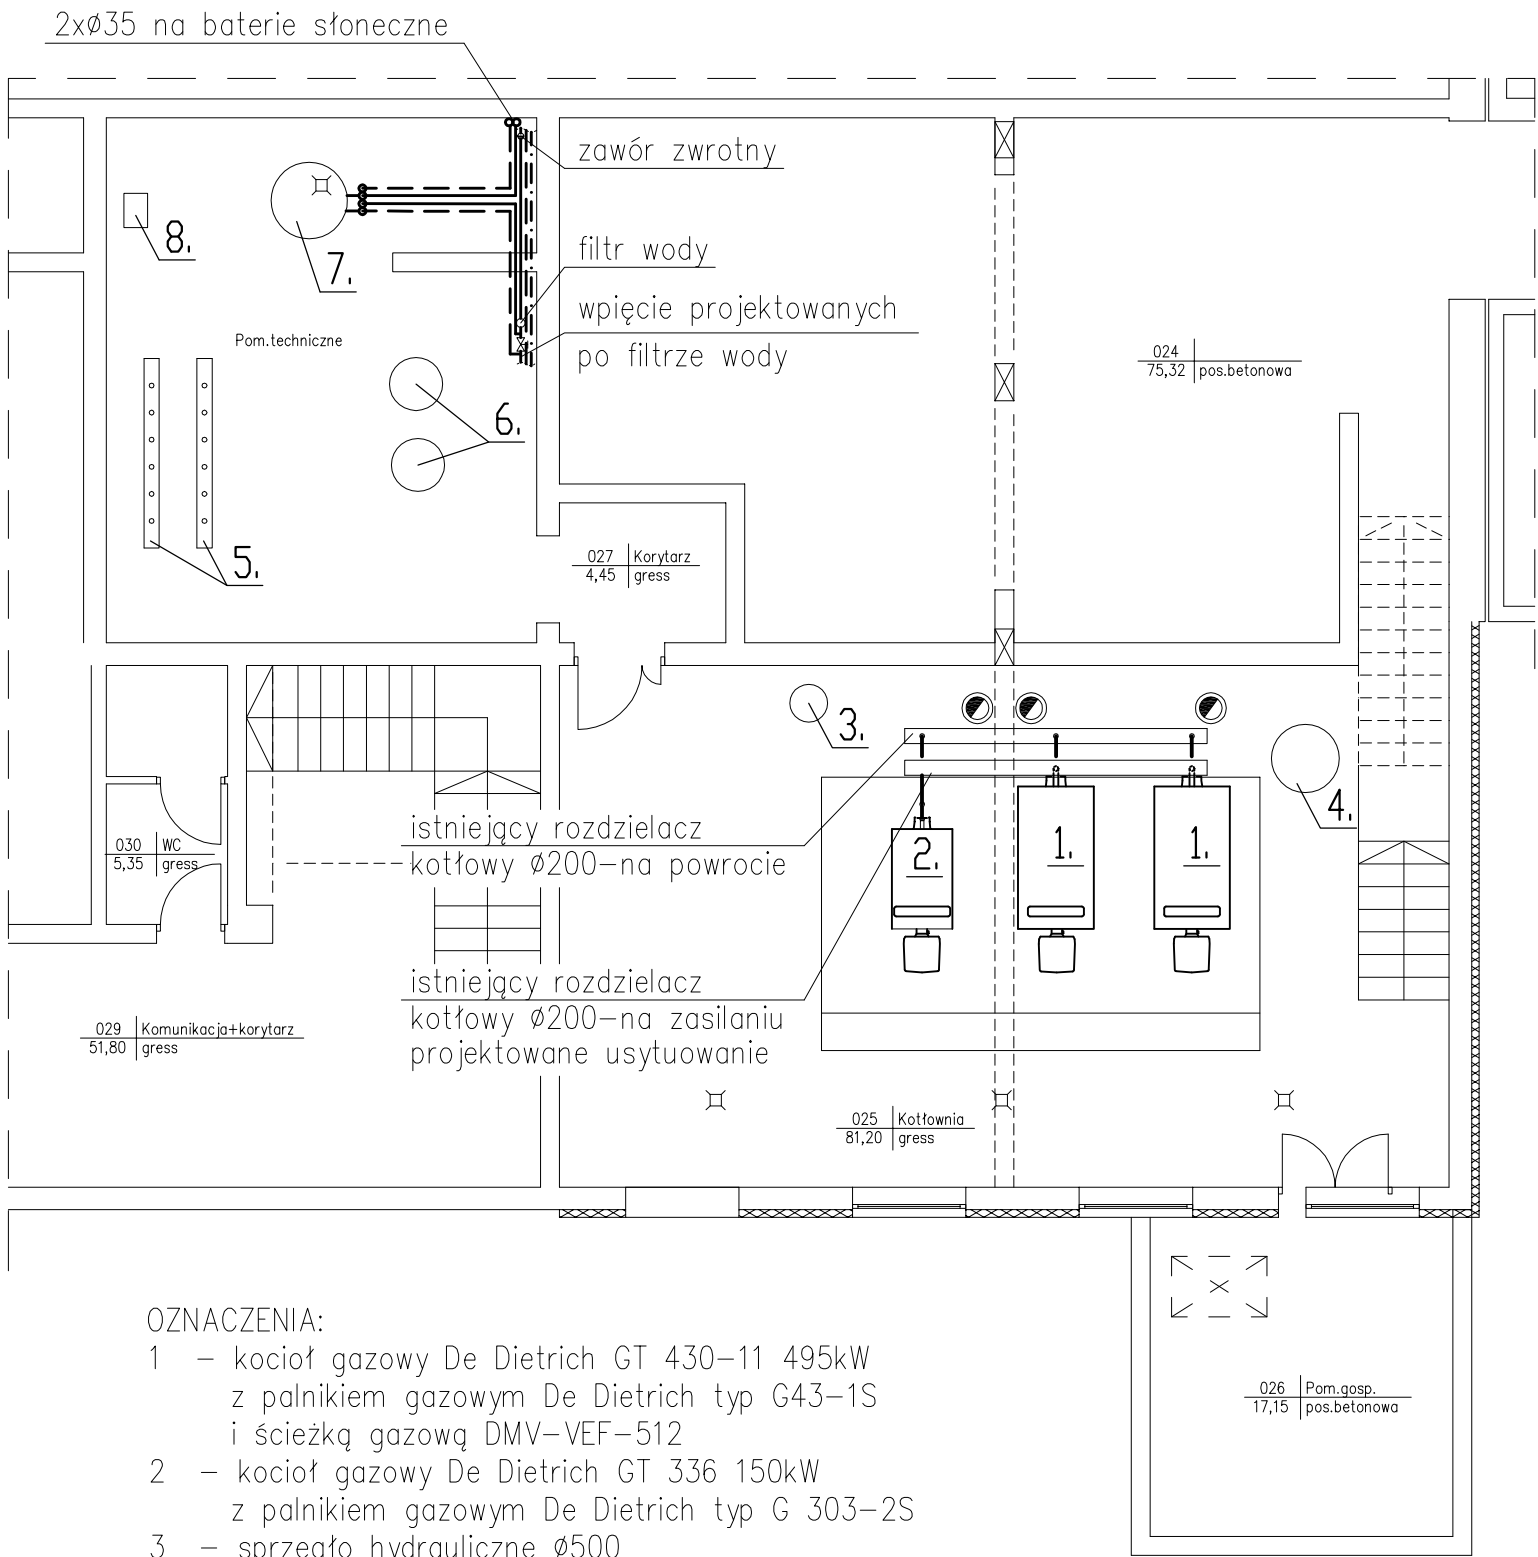 2xø35 na baterie słoneczne
zawór zwrotny
8.
7.
filtr wody
wpięcie projektowanych
po filtrze wody
Pom.techniczne
024
75,32 pos.betonowa
6.
5.
027 Korytarz
4,45 gress
3.
4.
istniejący rozdzielacz
kotłowy ø200-na powrocie
2.
1.
1.
030 WC
5,35 gress
istniejący rozdzielacz
kotłowy ø200-na zasilaniu
projektowane usytuowanie
029 Komunikacja+korytarz
51,80 gress
025 Kotłownia
81,20 gress
026 Pom.gosp.
17,15 pos.betonowa
OZNACZENIA:
1 – kocioł gazowy De Dietrich GT 430-11 495kW
z palnikiem gazowym De Dietrich typ G43-1S
i ścieżką gazową DMV-VEF-512
2 – kocioł gazowy De Dietrich GT 336 150kW
z palnikiem gazowym De Dietrich typ G 303-2S
3 – sprzęgło hydrauliczne ø500